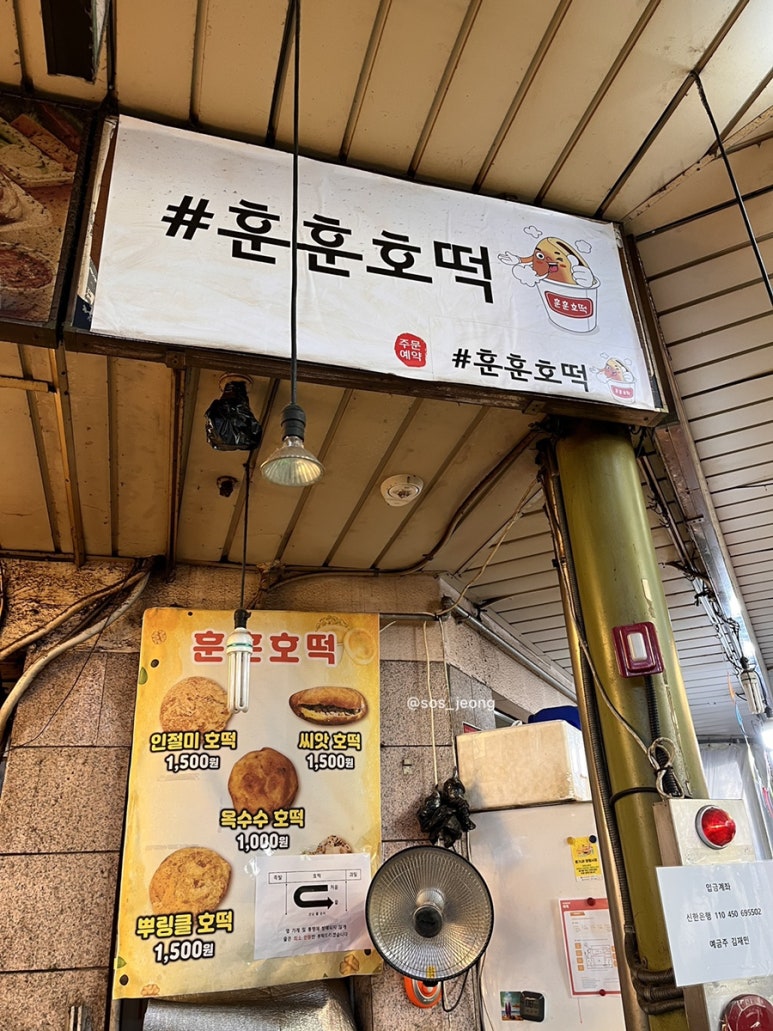 #훈훈호떡
훈훈호떡
주문
예약
#훈훈호떡
훈훈호떡
@sos_jeong
인절미 호떡
1,500원
씨앗 호떡
1,500원
옥수수 호떡
1,000원
뿌링클 호떡
1,500원
호떡
입금계좌
신한은행 110 450 695502
예금주 김재민